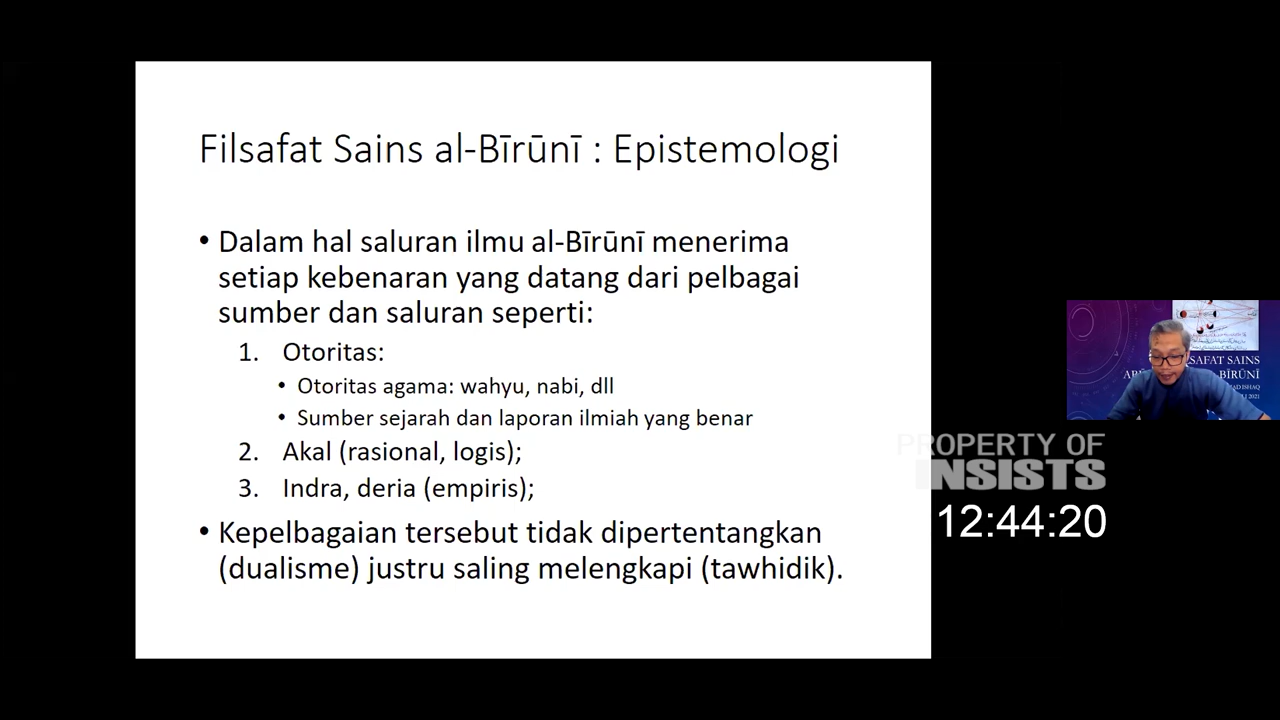 Filsafat Sains al-Bīrūnī : Epistemologi
• Dalam hal saluran ilmu al-Bīrūnī menerima
setiap kebenaran yang datang dari pelbagai
sumber dan saluran seperti:
1. Otoritas:
• Otoritas agama: wahyu, nabi, dll
• Sumber sejarah dan laporan ilmiah yang benar
2. Akal (rasional, logis);
3. Indra, deria (empiris);
• Kepelbagaian tersebut tidak dipertentangkan
(dualisme) justru saling melengkapi (tawhidik).
SAFAT SAINS
BĪRŪNĪ
PROPERTY OF
INSISTS
12:44:20